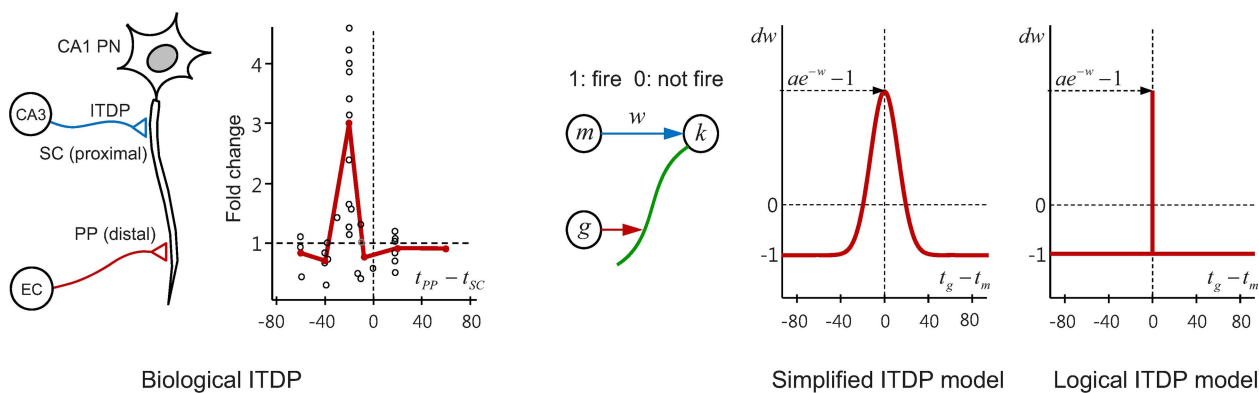 CA1 PN
CA3
ITDP
SC (proximal)
PP (distal)
EC
Fold change
4
3
2
1
t_PP − t_SC
-80 -40 0 40 80
Biological ITDP
1: fire 0: not fire
m
w
k
g
dw
ae^{-w} −1
0
-1
t_g − t_m
-80 -40 0 40 80
Simplified ITDP model
dw
ae^{-w} −1
0
-1
t_g − t_m
-80 -40 0 40 80
Logical ITDP model